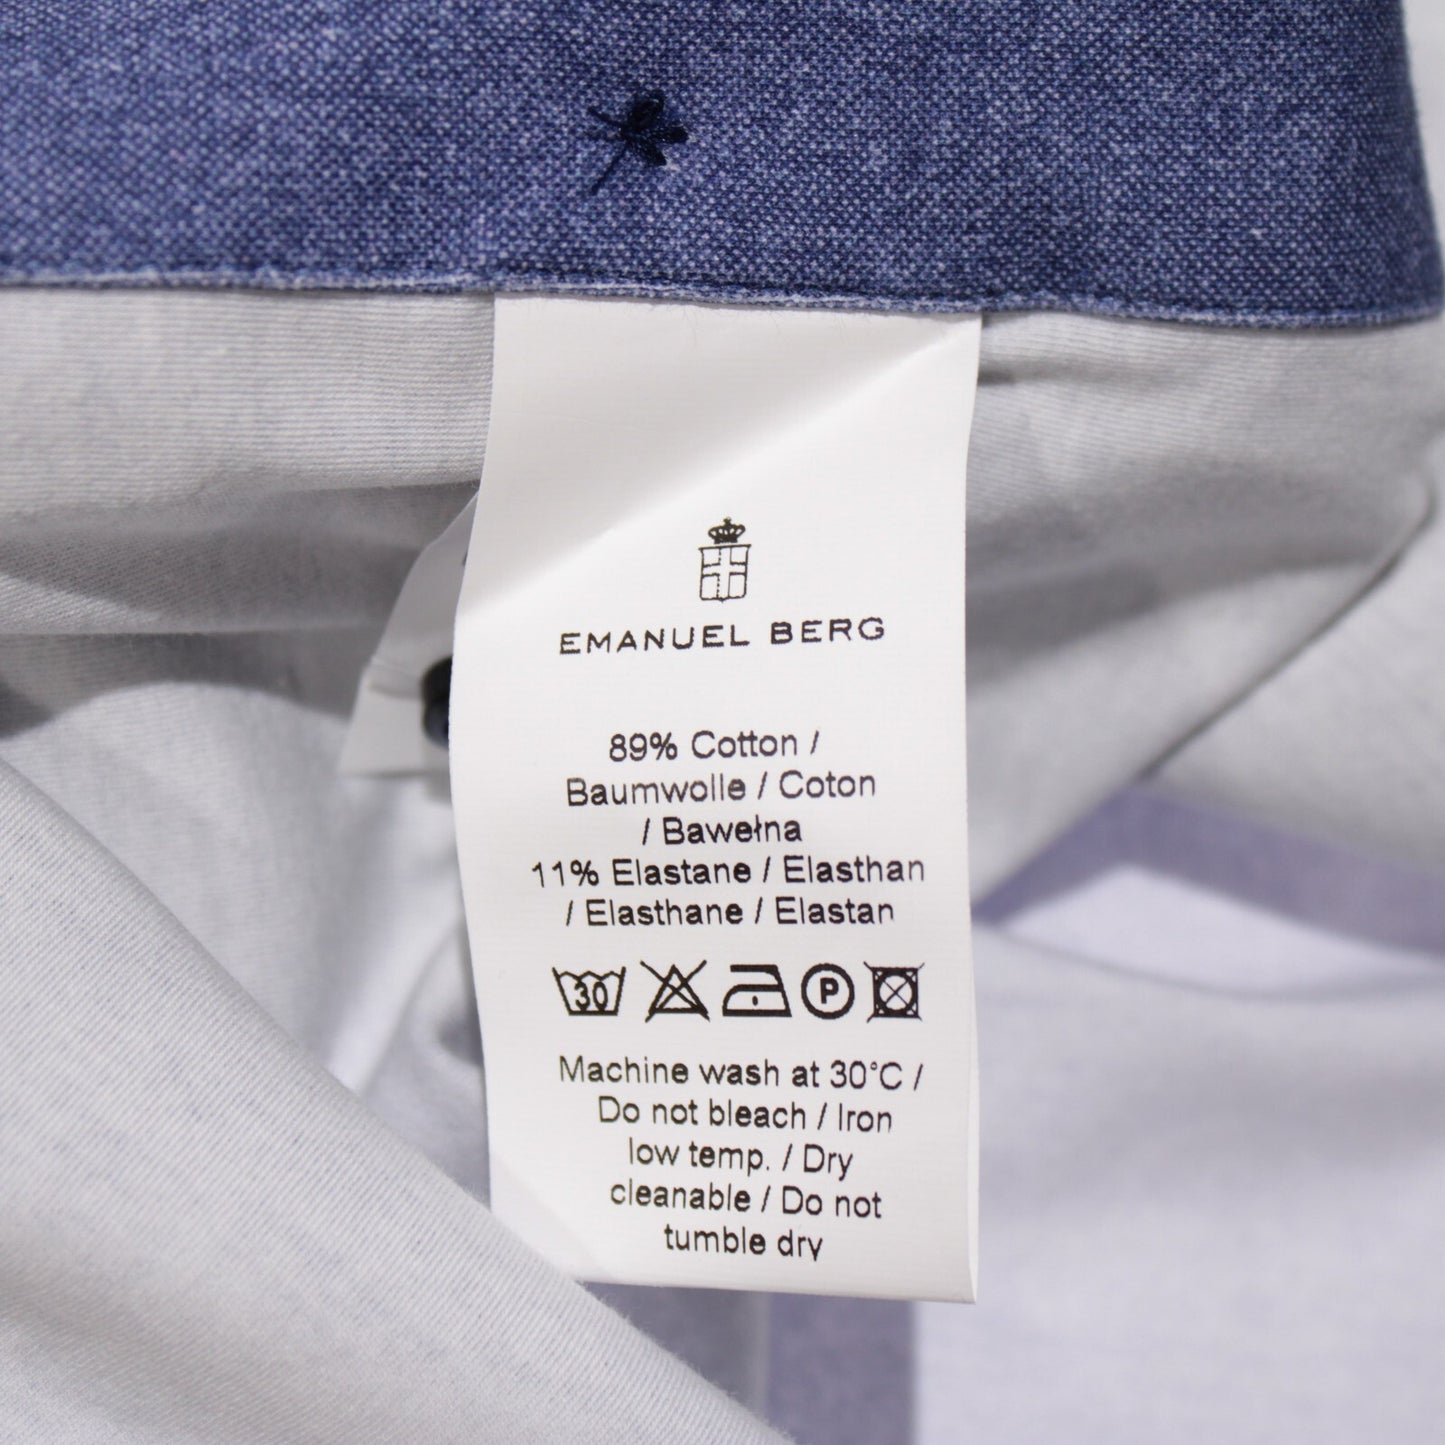 EMANUEL BERG
89% Cotton /
Baumwolle / Coton
/ Bawełna
11% Elastane / Elasthan
/ Elasthane / Elastan
30 P
Machine wash at 30°C /
Do not bleach / Iron
low temp. / Dry
cleanable / Do not
tumble dry